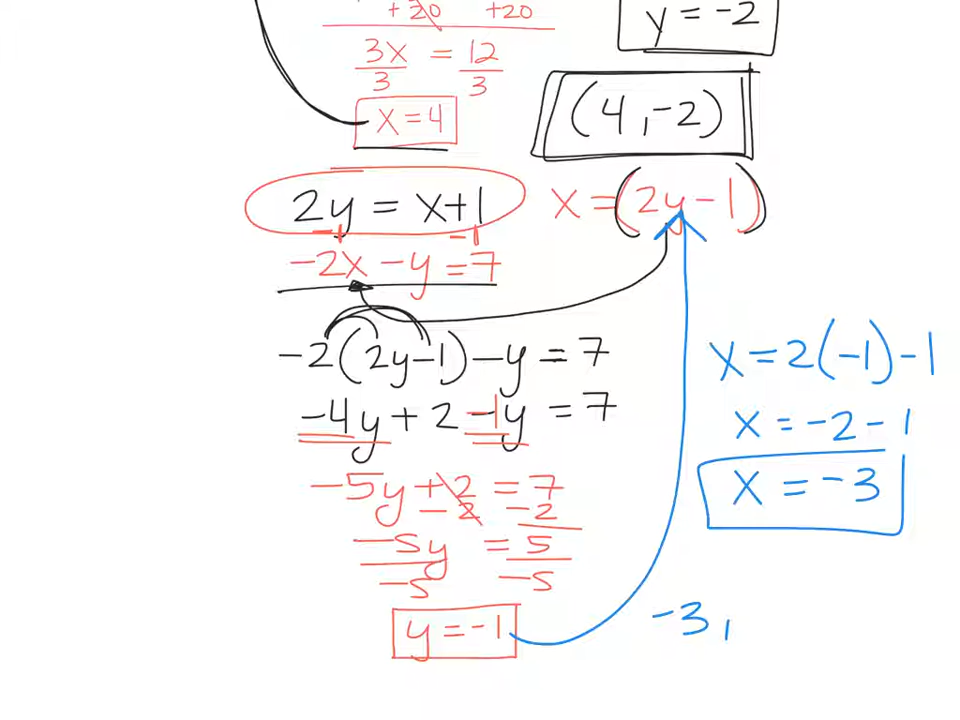 +20 +20
3x = 12
3 3
x = 4
y = -2
(4, -2)
2y = x+1
-1 -1
x = (2y-1)
-2x - y = 7
-2(2y-1) - y = 7
-4y + 2 - 1y = 7
-5y + 2 = 7
- 2 -2
-5y = 5
-5 -5
y = -1
x = 2(-1) - 1
x = -2 - 1
x = -3
-3,